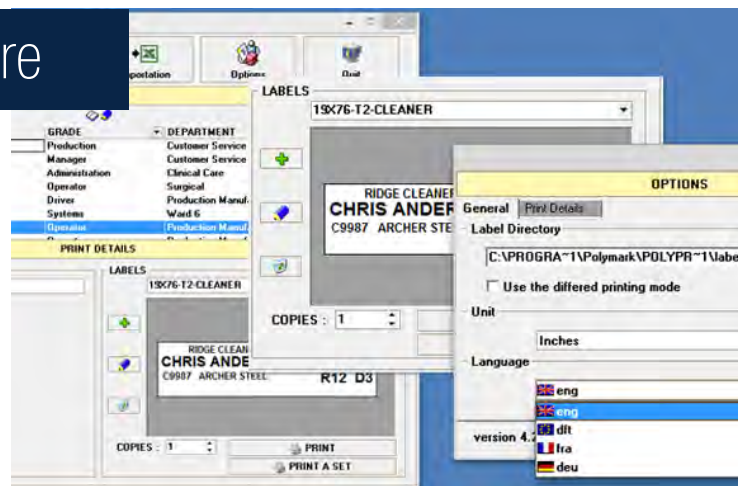 re
portation
Options
Quit
GRADE
DEPARTMENT
Production
Customer Service
Manager
Customer Service
Administration
Clinical Care
Operator
Surgical
Driver
Production Manuf
Systems
Ward 6
Operator
Production Manuf
PRINT DETAILS
LABELS
19X76-T2-CLEANER
RIDGE CLEAN
CHRIS ANDE
C9987 ARCHER STEEL
R12 D3
COPIES : 1
PRINT
PRINT A SET
LABELS
19X76-T2-CLEANER
RIDGE CLEANER
CHRIS ANDER
C9987 ARCHER STE
COPIES : 1
OPTIONS
General
Print Details
Label Directory
C:\PROGRA~1\Polymark\POLYPR~1\labe
Use the differed printing mode
Unit
Inches
Language
eng
eng
dft
fra
deu
version 4.